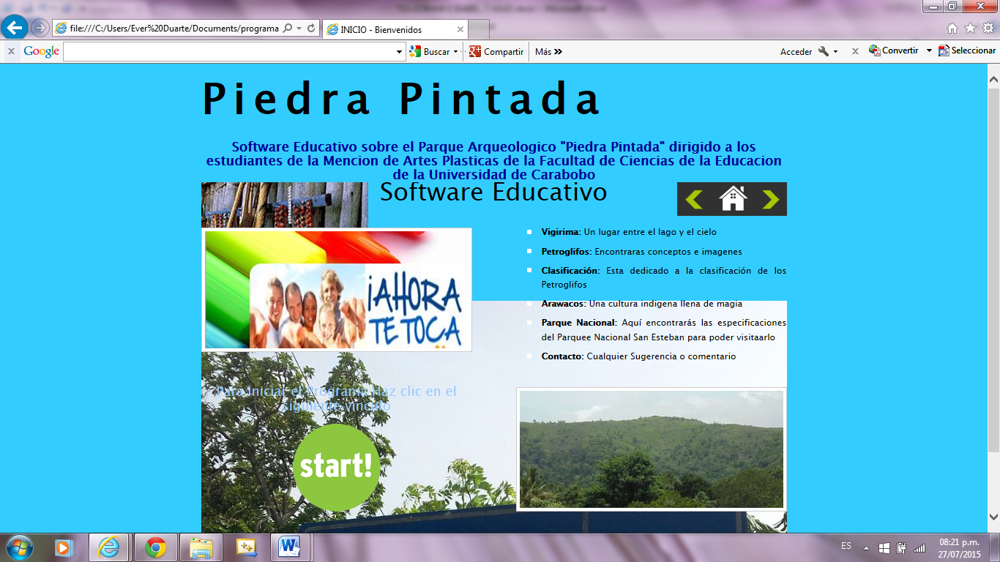 file:///C:/Users/Ever%20Duarte/Documents/programa
INICIO - Bienvenidos
Google
Buscar
Compartir
Más
Acceder
Convertir
Seleccionar
Piedra Pintada
Software Educativo sobre el Parque Arqueologico "Piedra Pintada" dirigido a los
estudiantes de la Mencion de Artes Plasticas de la Facultad de Ciencias de la Educacion
de la Universidad de Carabobo
Software Educativo
¡AHORA
TE TOCA
Vigirima: Un lugar entre el lago y el cielo
Petroglifos: Encontraras conceptos e imagenes
Clasificación: Esta dedicado a la clasificación de los
Petroglifos
Arawacos: Una cultura indigena llena de magia
Parque Nacional: Aquí encontrarás las especificaciones
del Parquee Nacional San Esteban para poder visitaarlo
Contacto: Cualquier Sugerencia o comentario
Para Iniciar el Programa Haz clic en el
siguiente vinculo
start!
ES
08:21 p.m.
27/07/2015